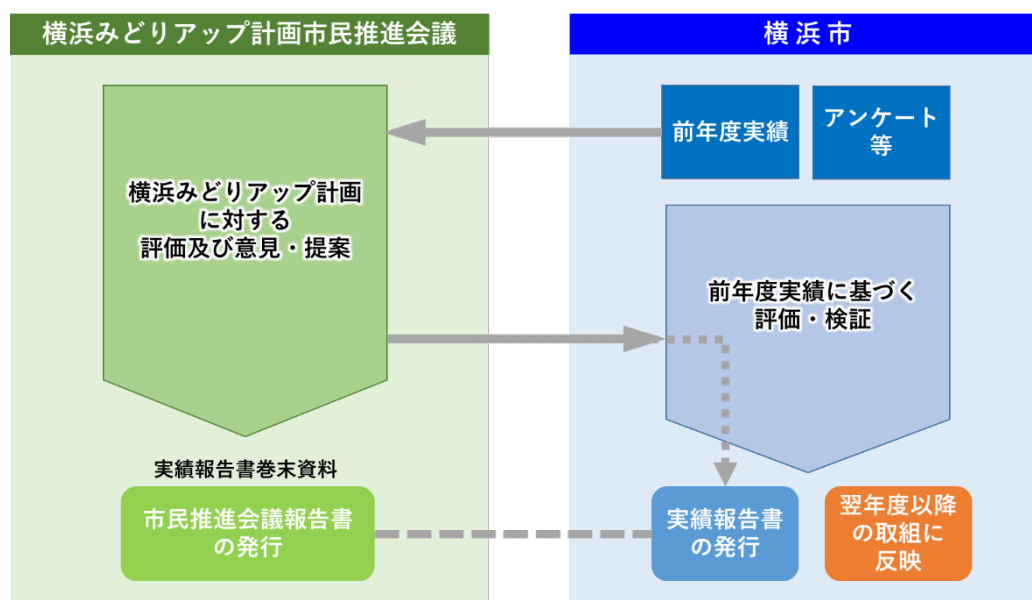 横浜みどりアップ計画市民推進会議
横浜みどりアップ計画
に対する
評価及び意見・提案
実績報告書巻末資料
市民推進会議報告書
の発行
横浜市
前年度実績
アンケート
等
前年度実績に基づく
評価・検証
実績報告書
の発行
翌年度以降
の取組に
反映